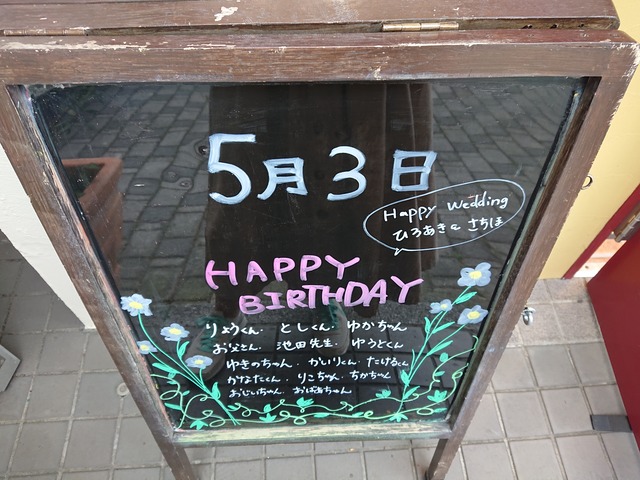 5月3日
Happy Wedding
ひろあき & さちほ
HAPPY
BIRTHDAY
りょうくん・としくん・ゆかちゃん
お父さん・池田先生・ゆうとくん
ゆきのちゃん・かいりくん・たけるくん
かなたくん・りこちゃん・ちかちゃん
おじいちゃん・おばあちゃん